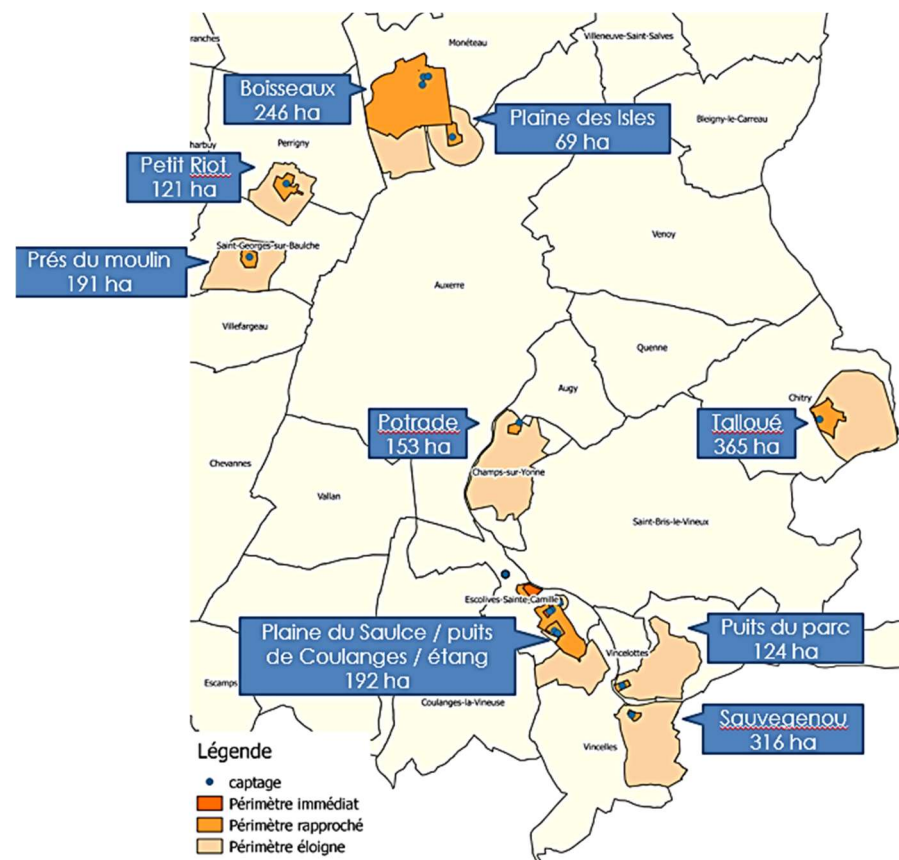 ranches
Monéteau
Villeneuve-Saint-Salves
Boisseaux
246 ha
Plaine des Isles
69 ha
Bleigny-le-Carreau
harbuy
Perrigny
Petit Riot
121 ha
Venoy
Saint-Georges-sur-Baulche
Prés du moulin
191 ha
Auxerre
Villefargeau
Quenne
Augy
Chitry
Potrade
153 ha
Talloué
365 ha
Chevannes
Champs-sur-Yonne
Vallan
Saint-Bris-le-Vineux
Escolives-Sainte-Camille
Plaine du Saulce / puits
de Coulanges / étang
192 ha
Puits du parc
124 ha
Vincelottes
Escamps
Coulanges-la-Vineuse
Sauvegenou
316 ha
Vincelles
Légende
captage
Périmètre immédiat
Périmètre rapproché
Périmètre éloigne